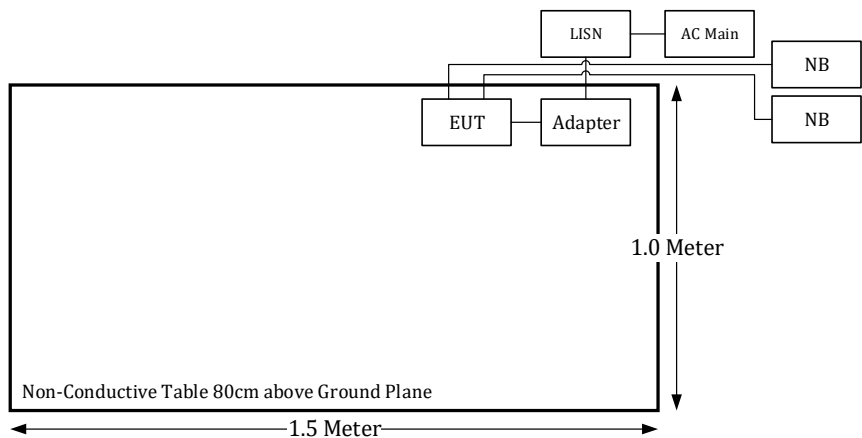 LISN
AC Main
NB
NB
EUT
Adapter
1.0 Meter
Non-Conductive Table 80cm above Ground Plane
1.5 Meter